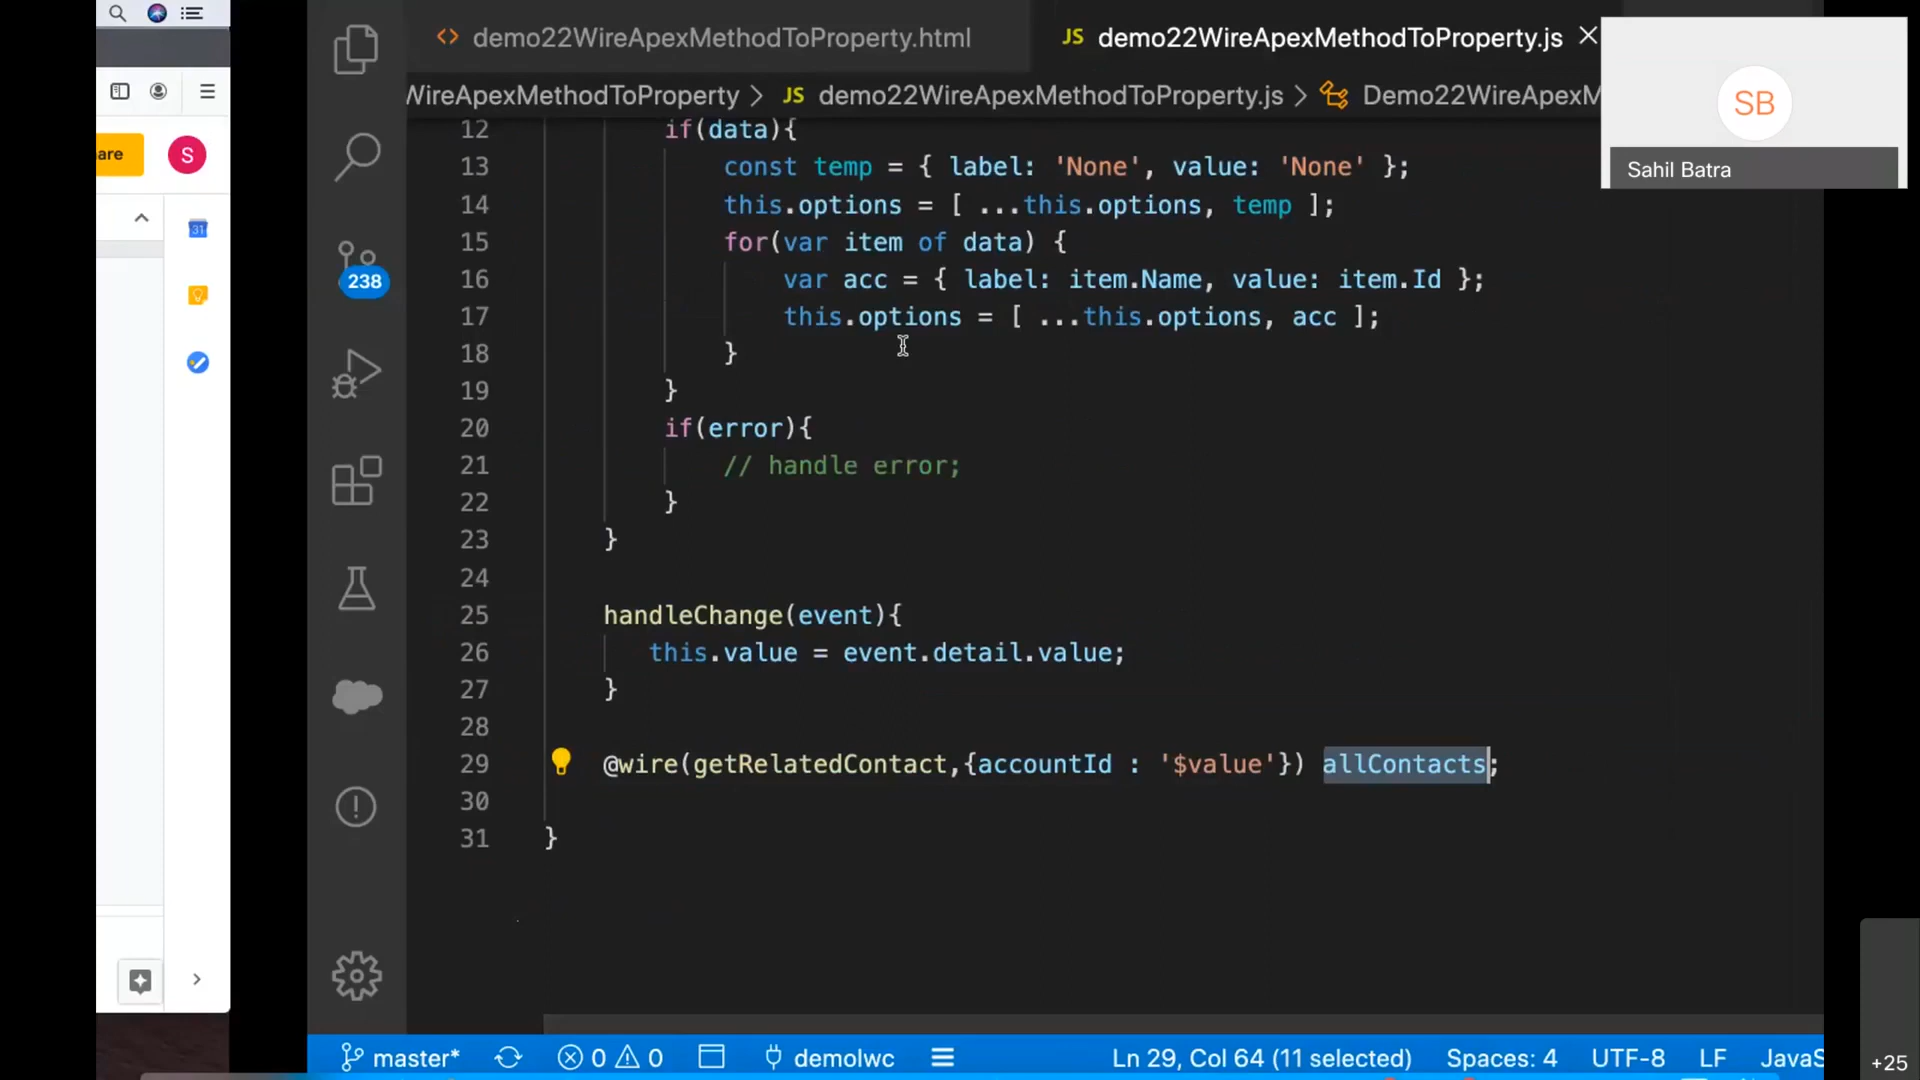 demo22WireApexMethodToProperty.html
JS demo22WireApexMethodToProperty.js
WireApexMethodToProperty > JS demo22WireApexMethodToProperty.js > Demo22WireApexM
SB
Sahil Batra
are
S
31
238
12 if(data){
13 const temp = { label: 'None', value: 'None' };
14 this.options = [ ...this.options, temp ];
15 for(var item of data) {
16 var acc = { label: item.Name, value: item.Id };
17 this.options = [ ...this.options, acc ];
18 }
19 }
20 if(error){
21 // handle error;
22 }
23 }
24
25 handleChange(event){
26 this.value = event.detail.value;
27 }
28
29 @wire(getRelatedContact,{accountId : '$value'}) allContacts;
30
31 }
master* 0 0 demolwc Ln 29, Col 64 (11 selected) Spaces: 4 UTF-8 LF JavaS
+25